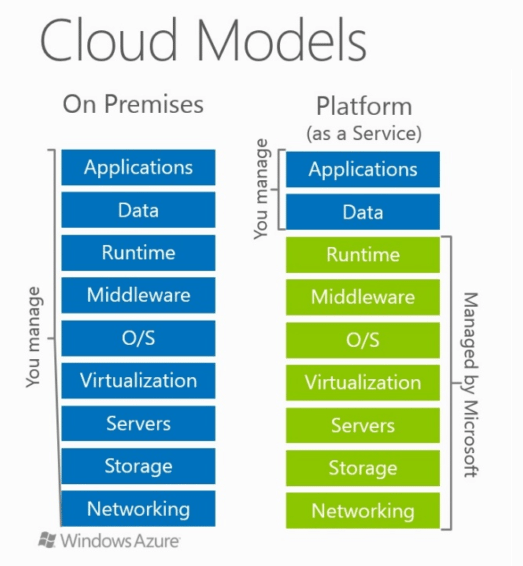 Cloud Models
On Premises
You manage
Applications
Data
Runtime
Middleware
O/S
Virtualization
Servers
Storage
Networking
Platform
(as a Service)
You manage
Applications
Data
Runtime
Middleware
O/S
Virtualization
Servers
Storage
Networking
Managed by Microsoft
Windows Azure